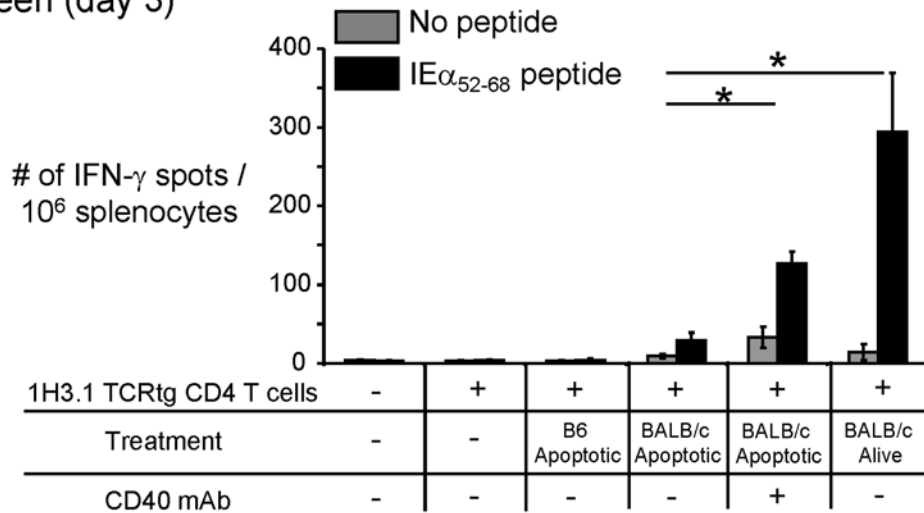 (day 3)
No peptide
IEα52-68 peptide
400
300
200
100
0
# of IFN-γ spots /
10⁶ splenocytes
*
*
1H3.1 TCRtg CD4 T cells - + + + + +
Treatment - - B6 Apoptotic BALB/c Apoptotic BALB/c Apoptotic BALB/c Alive
CD40 mAb - - - - + -